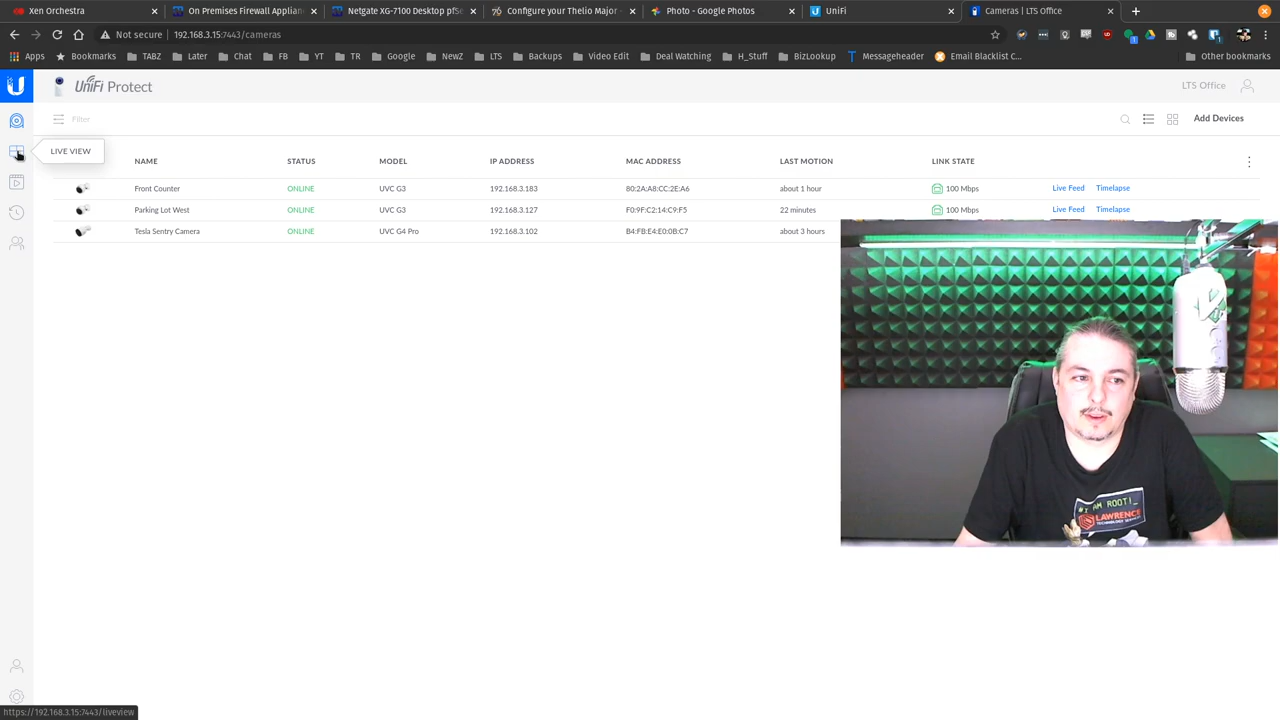 Xen Orchestra
On Premises Firewall Applian
Netgate XG-7100 Desktop pfSe
Configure your Thelio Major -
Photo - Google Photos
UniFi
Cameras | LTS Office
Not secure | 192.168.3.15:7443/cameras
Apps
Bookmarks
TABZ
Later
Chat
FB
YT
TR
Google
NewZ
LTS
Backups
Video Edit
Deal Watching
H_Stuff
BizLookup
Messageheader
Email Blacklist C...
Other bookmarks
UniFi Protect
LTS Office
Filter
Add Devices
LIVE VIEW
NAME STATUS MODEL IP ADDRESS MAC ADDRESS LAST MOTION LINK STATE
Front Counter ONLINE UVC G3 192.168.3.183 80:2A:A8:CC:2E:A6 about 1 hour 100 Mbps Live Feed Timelapse
Parking Lot West ONLINE UVC G3 192.168.3.127 F0:9F:C2:14:C9:F5 22 minutes 100 Mbps Live Feed Timelapse
Tesla Sentry Camera ONLINE UVC G4 Pro 192.168.3.102 B4:FB:E4:E0:0B:C7 about 3 hours
#I AM ROOT!_
LAWRENCE
TECHNOLOGY SERVICES
https://192.168.3.15:7443/liveview